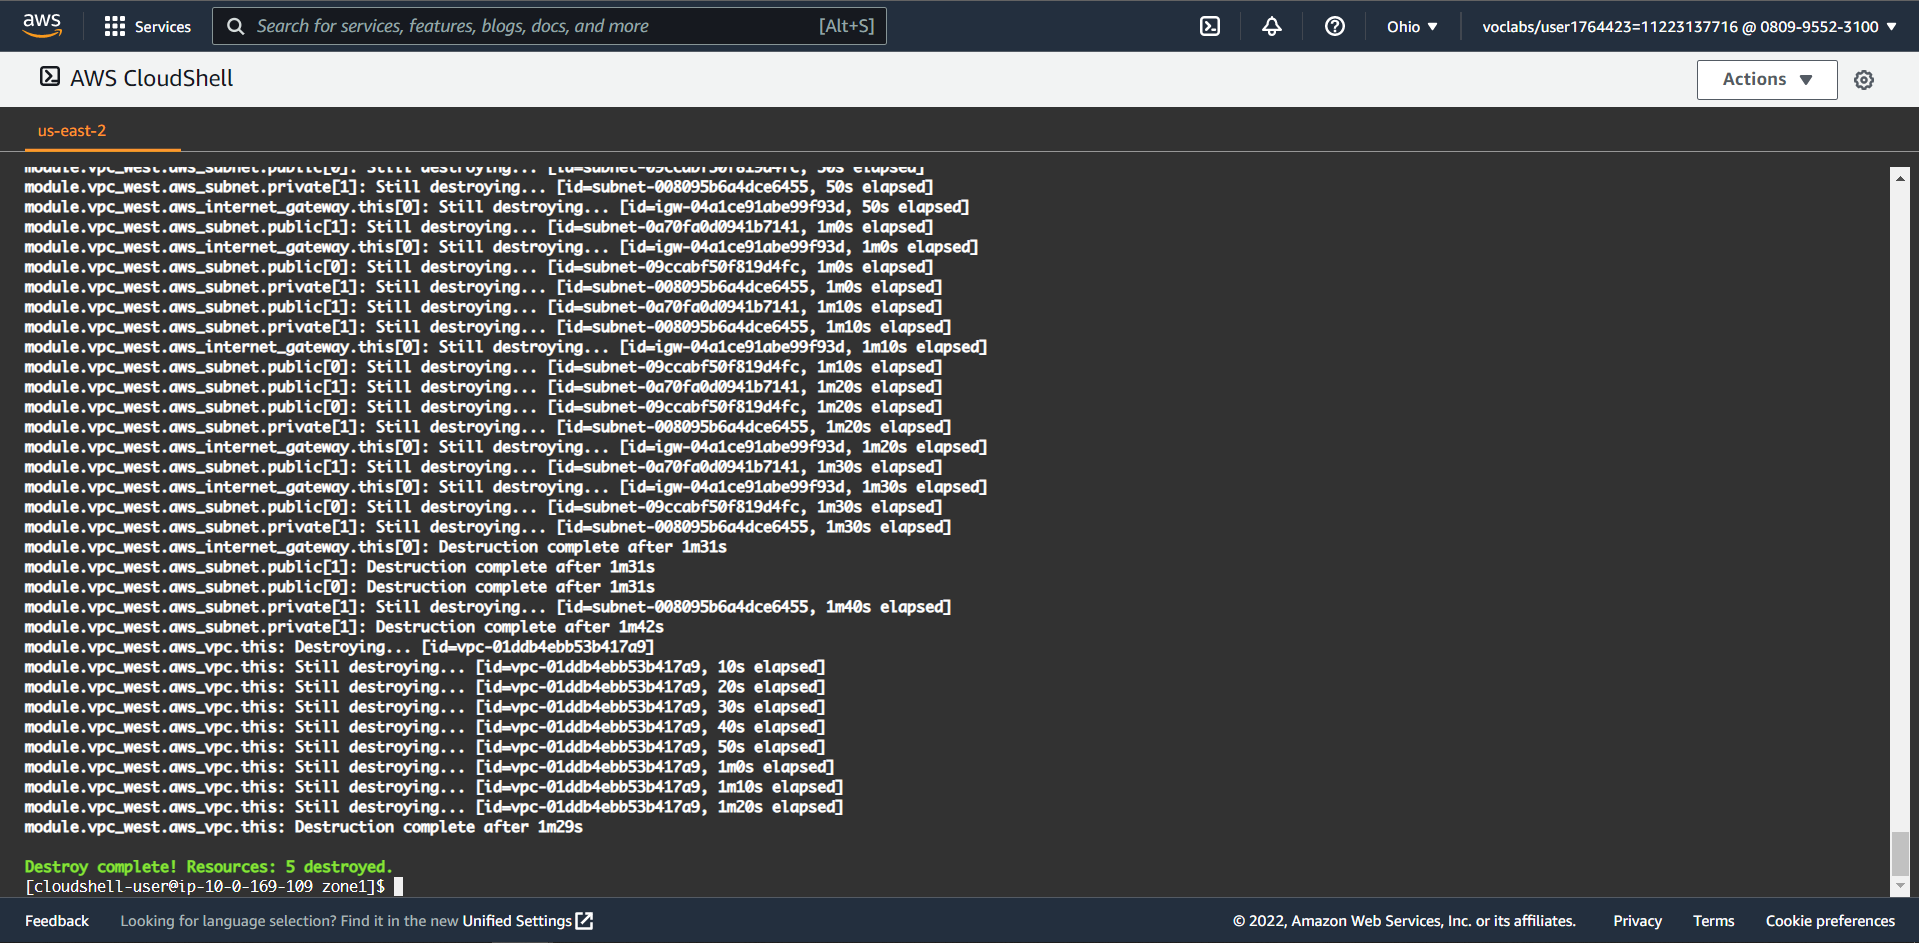 aws
Services
Search for services, features, blogs, docs, and more
[Alt+S]
Ohio
voclabs/user1764423=11223137716 @ 0809-9552-3100
AWS CloudShell
Actions
us-east-2
module.vpc_west.aws_subnet.public[0]: Still destroying... [id=subnet-09ccabf50f819d4fc, 50s elapsed]
module.vpc_west.aws_subnet.private[1]: Still destroying... [id=subnet-008095b6a4dce6455, 50s elapsed]
module.vpc_west.aws_internet_gateway.this[0]: Still destroying... [id=igw-04a1ce91abe99f93d, 50s elapsed]
module.vpc_west.aws_subnet.public[1]: Still destroying... [id=subnet-0a70fa0d0941b7141, 1m0s elapsed]
module.vpc_west.aws_internet_gateway.this[0]: Still destroying... [id=igw-04a1ce91abe99f93d, 1m0s elapsed]
module.vpc_west.aws_subnet.public[0]: Still destroying... [id=subnet-09ccabf50f819d4fc, 1m0s elapsed]
module.vpc_west.aws_subnet.private[1]: Still destroying... [id=subnet-008095b6a4dce6455, 1m0s elapsed]
module.vpc_west.aws_subnet.public[1]: Still destroying... [id=subnet-0a70fa0d0941b7141, 1m10s elapsed]
module.vpc_west.aws_subnet.private[1]: Still destroying... [id=subnet-008095b6a4dce6455, 1m10s elapsed]
module.vpc_west.aws_internet_gateway.this[0]: Still destroying... [id=igw-04a1ce91abe99f93d, 1m10s elapsed]
module.vpc_west.aws_subnet.public[0]: Still destroying... [id=subnet-09ccabf50f819d4fc, 1m10s elapsed]
module.vpc_west.aws_subnet.public[1]: Still destroying... [id=subnet-0a70fa0d0941b7141, 1m20s elapsed]
module.vpc_west.aws_subnet.public[0]: Still destroying... [id=subnet-09ccabf50f819d4fc, 1m20s elapsed]
module.vpc_west.aws_subnet.private[1]: Still destroying... [id=subnet-008095b6a4dce6455, 1m20s elapsed]
module.vpc_west.aws_internet_gateway.this[0]: Still destroying... [id=igw-04a1ce91abe99f93d, 1m20s elapsed]
module.vpc_west.aws_subnet.public[1]: Still destroying... [id=subnet-0a70fa0d0941b7141, 1m30s elapsed]
module.vpc_west.aws_internet_gateway.this[0]: Still destroying... [id=igw-04a1ce91abe99f93d, 1m30s elapsed]
module.vpc_west.aws_subnet.public[0]: Still destroying... [id=subnet-09ccabf50f819d4fc, 1m30s elapsed]
module.vpc_west.aws_subnet.private[1]: Still destroying... [id=subnet-008095b6a4dce6455, 1m30s elapsed]
module.vpc_west.aws_internet_gateway.this[0]: Destruction complete after 1m31s
module.vpc_west.aws_subnet.public[1]: Destruction complete after 1m31s
module.vpc_west.aws_subnet.public[0]: Destruction complete after 1m31s
module.vpc_west.aws_subnet.private[1]: Still destroying... [id=subnet-008095b6a4dce6455, 1m40s elapsed]
module.vpc_west.aws_subnet.private[1]: Destruction complete after 1m42s
module.vpc_west.aws_vpc.this: Destroying... [id=vpc-01ddb4ebb53b417a9]
module.vpc_west.aws_vpc.this: Still destroying... [id=vpc-01ddb4ebb53b417a9, 10s elapsed]
module.vpc_west.aws_vpc.this: Still destroying... [id=vpc-01ddb4ebb53b417a9, 20s elapsed]
module.vpc_west.aws_vpc.this: Still destroying... [id=vpc-01ddb4ebb53b417a9, 30s elapsed]
module.vpc_west.aws_vpc.this: Still destroying... [id=vpc-01ddb4ebb53b417a9, 40s elapsed]
module.vpc_west.aws_vpc.this: Still destroying... [id=vpc-01ddb4ebb53b417a9, 50s elapsed]
module.vpc_west.aws_vpc.this: Still destroying... [id=vpc-01ddb4ebb53b417a9, 1m0s elapsed]
module.vpc_west.aws_vpc.this: Still destroying... [id=vpc-01ddb4ebb53b417a9, 1m10s elapsed]
module.vpc_west.aws_vpc.this: Still destroying... [id=vpc-01ddb4ebb53b417a9, 1m20s elapsed]
module.vpc_west.aws_vpc.this: Destruction complete after 1m29s
Destroy complete! Resources: 5 destroyed.
[cloudshell-user@ip-10-0-169-109 zone1]$
Feedback
Looking for language selection? Find it in the new Unified Settings
© 2022, Amazon Web Services, Inc. or its affiliates.
Privacy
Terms
Cookie preferences